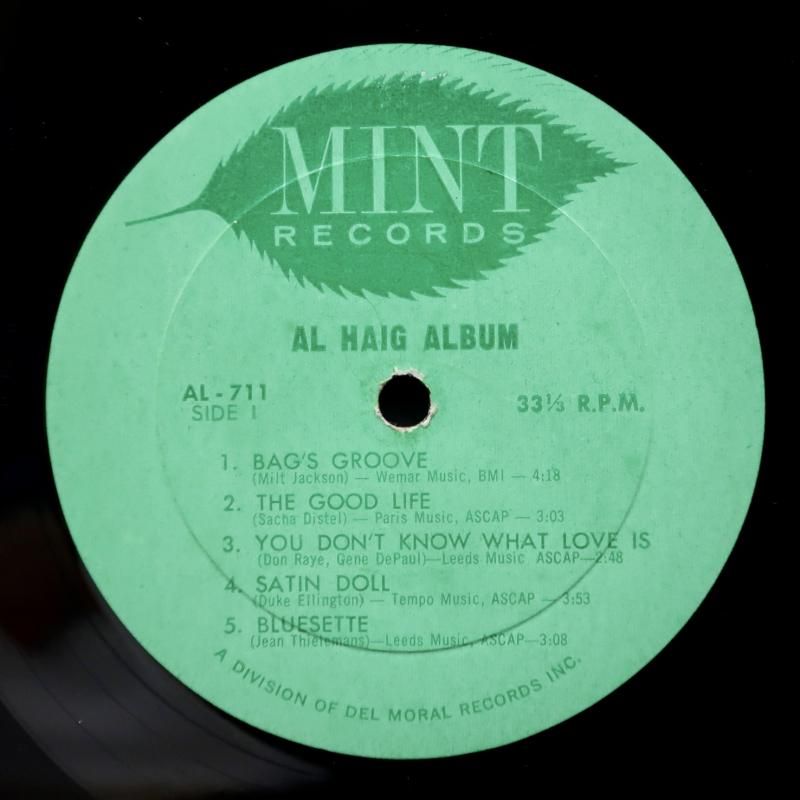 MINT
RECORDS
AL HAIG ALBUM
AL - 711
SIDE 1
33⅓ R.P.M.
1. BAG'S GROOVE
(Milt Jackson) — Wemar Music, BMI — 4:18
2. THE GOOD LIFE
(Sacha Distel) — Paris Music, ASCAP — 3:03
3. YOU DON'T KNOW WHAT LOVE IS
(Don Raye, Gene DePaul)—Leeds Music ASCAP—2:48
4. SATIN DOLL
(Duke Ellington) — Tempo Music, ASCAP — 3:53
5. BLUESETTE
(Jean Thielemans)—Leeds Music, ASCAP—3:08
A DIVISION OF DEL MORAL RECORDS INC.